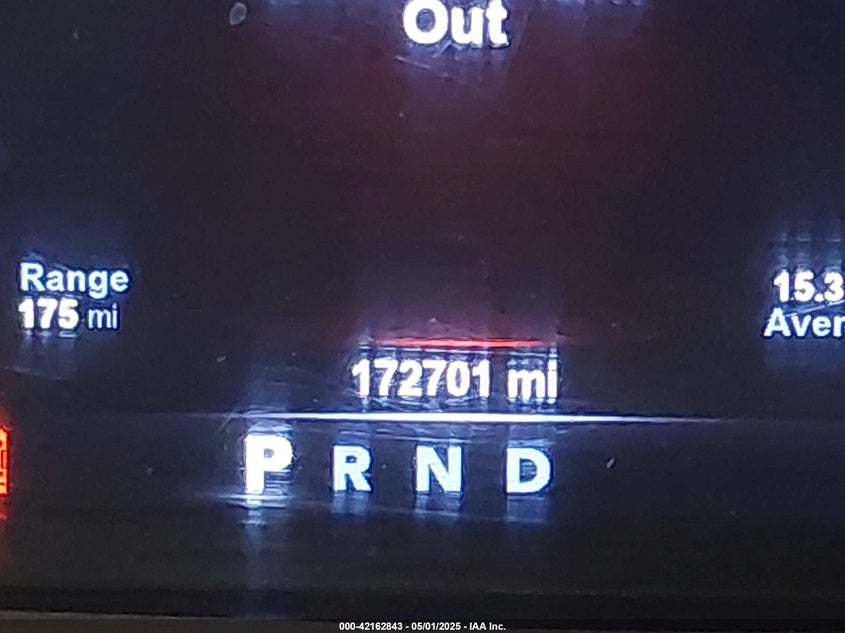 Out
Range
175 mi
15.3
Aver
172701 mi
P R N D
000-42162843 - 05/01/2025 - IAA Inc.